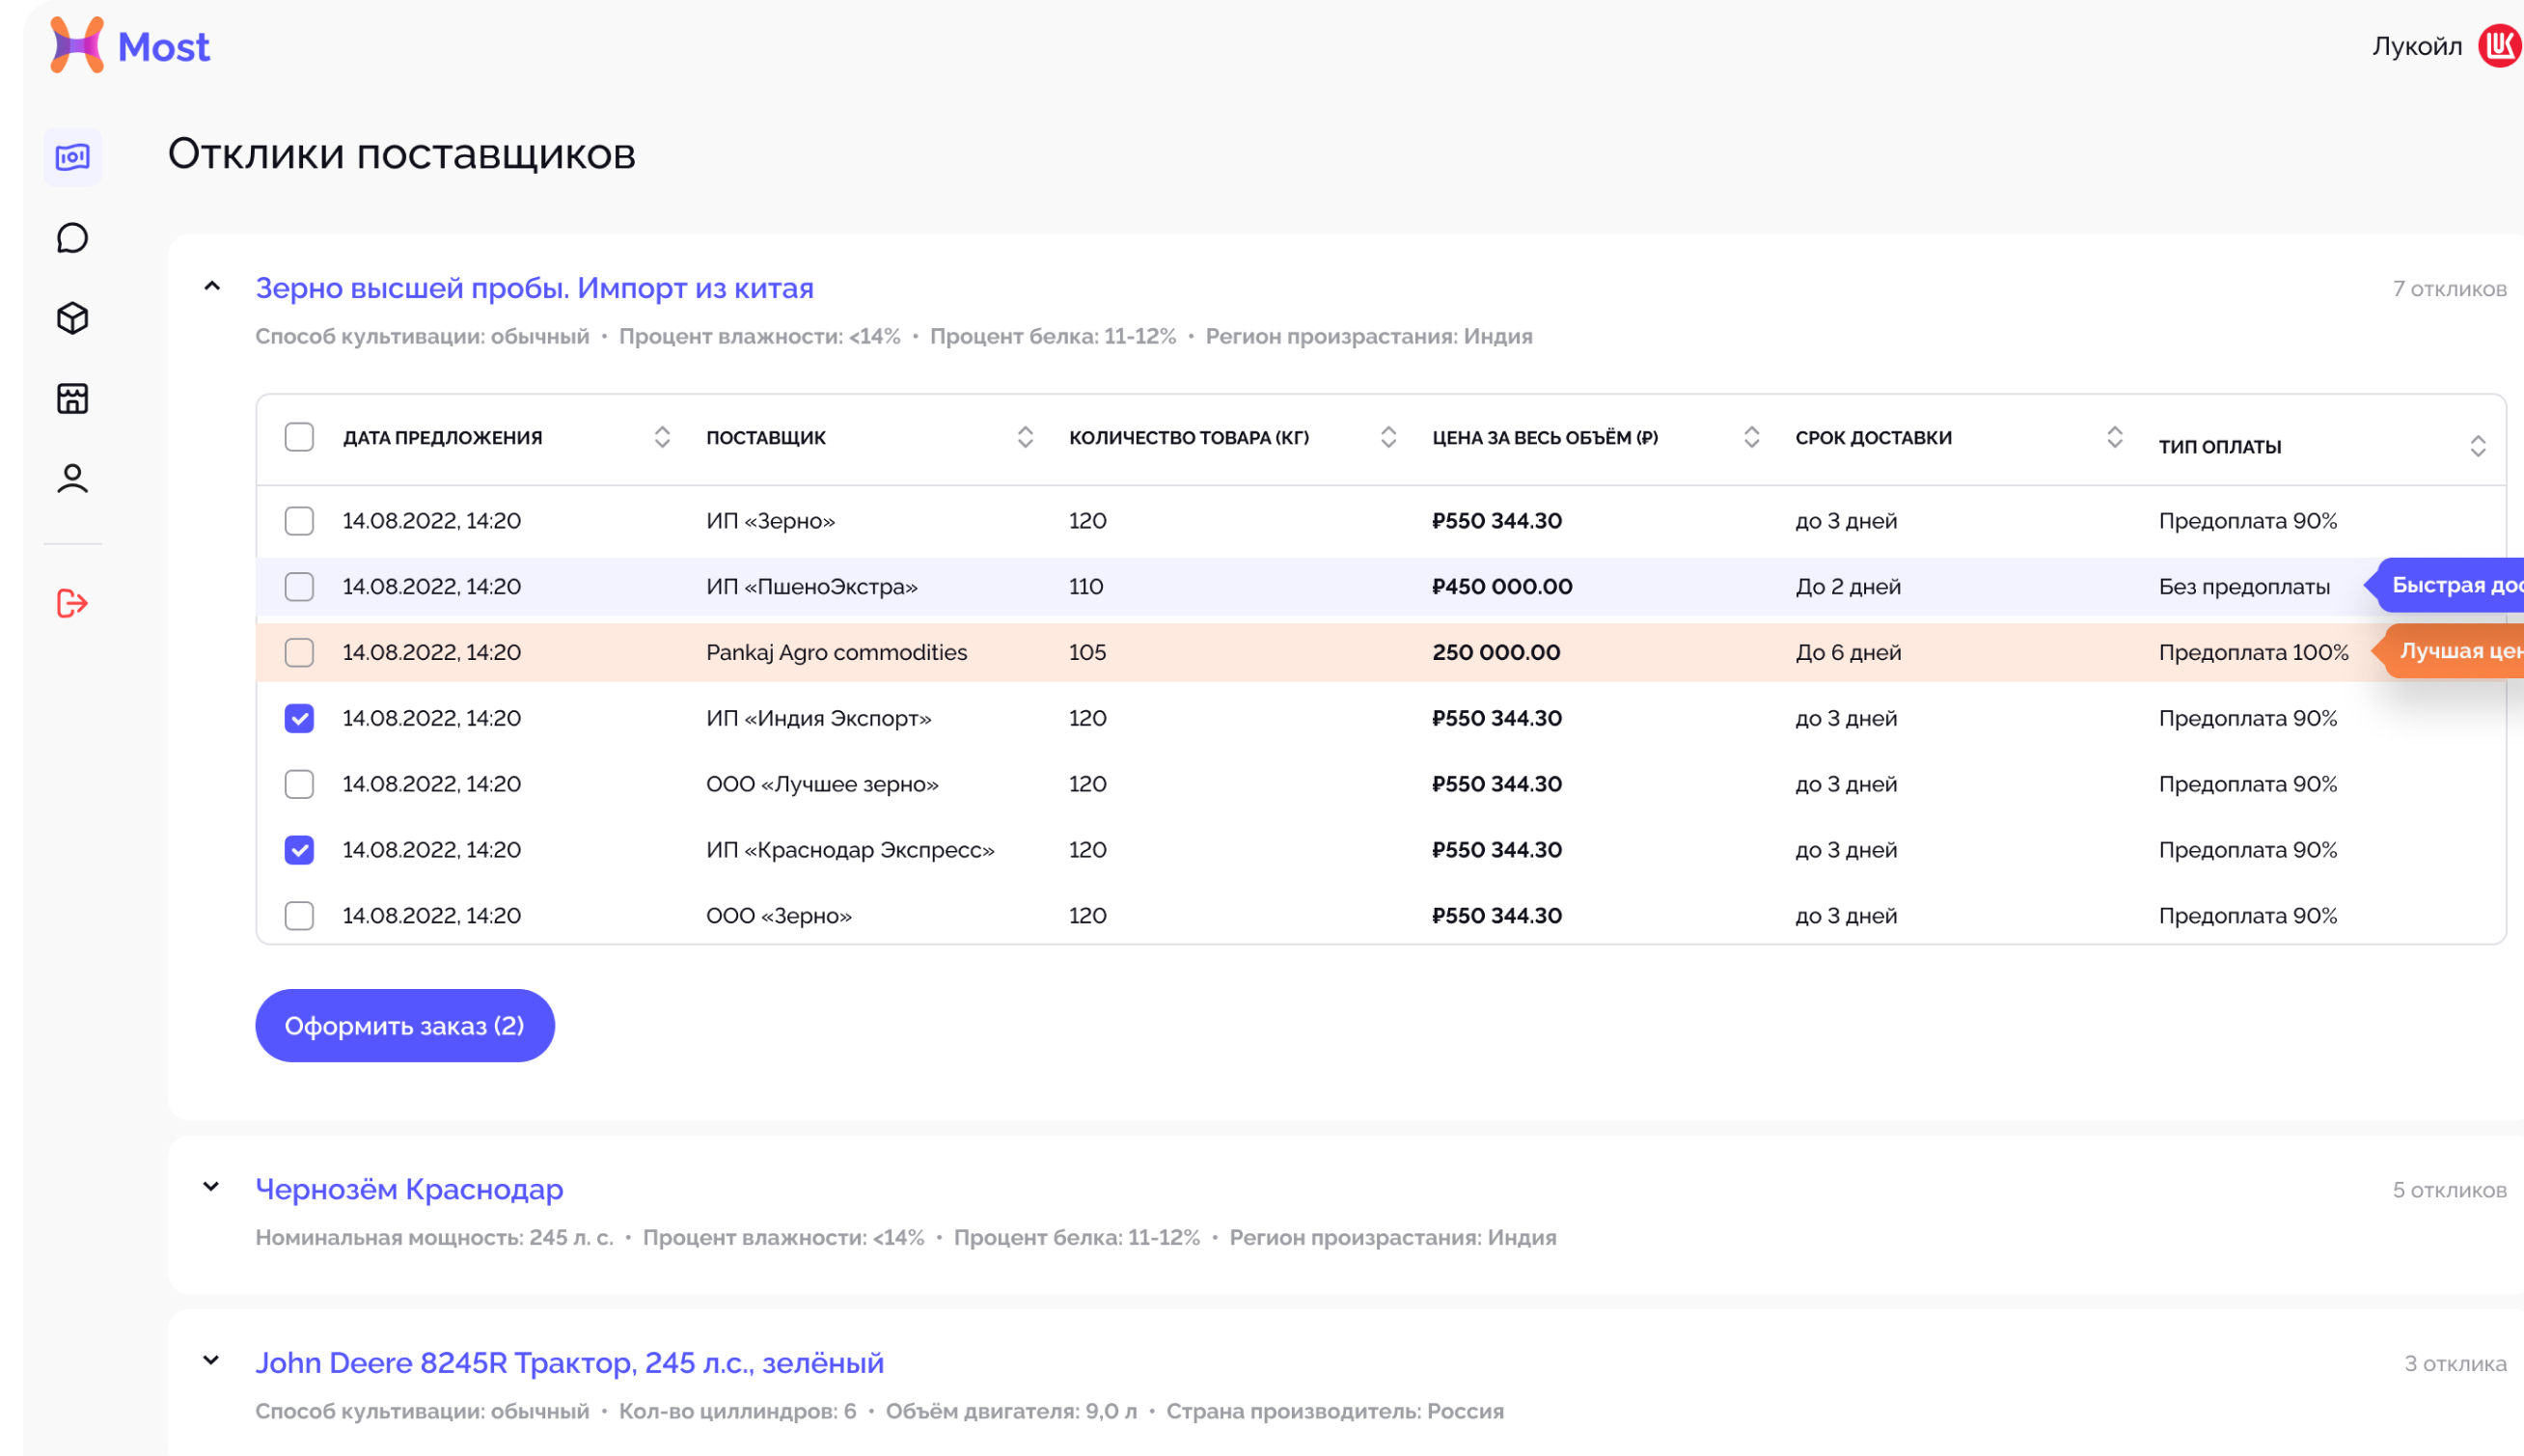 Most
Лукойл
Отклики поставщиков
Зерно высшей пробы. Импорт из китая
7 откликов
Способ культивации: обычный • Процент влажности: <14% • Процент белка: 11-12% • Регион произрастания: Индия
ДАТА ПРЕДЛОЖЕНИЯ ПОСТАВЩИК КОЛИЧЕСТВО ТОВАРА (КГ) ЦЕНА ЗА ВЕСЬ ОБЪЁМ (₽) СРОК ДОСТАВКИ ТИП ОПЛАТЫ
14.08.2022, 14:20 ИП «Зерно» 120 ₽550 344.30 до 3 дней Предоплата 90%
14.08.2022, 14:20 ИП «ПшеноЭкстра» 110 ₽450 000.00 До 2 дней Без предоплаты Быстрая
14.08.2022, 14:20 Pankaj Agro commodities 105 250 000.00 До 6 дней Предоплата 100% Лучшая
14.08.2022, 14:20 ИП «Индия Экспорт» 120 ₽550 344.30 до 3 дней Предоплата 90%
14.08.2022, 14:20 ООО «Лучшее зерно» 120 ₽550 344.30 до 3 дней Предоплата 90%
14.08.2022, 14:20 ИП «Краснодар Экспресс» 120 ₽550 344.30 до 3 дней Предоплата 90%
14.08.2022, 14:20 ООО «Зерно» 120 ₽550 344.30 до 3 дней Предоплата 90%
Оформить заказ (2)
Чернозём Краснодар
5 откликов
Номинальная мощность: 245 л. с. • Процент влажности: <14% • Процент белка: 11-12% • Регион произрастания: Индия
John Deere 8245R Трактор, 245 л.с., зелёный
3 отклика
Способ культивации: обычный • Кол-во циллиндров: 6 • Объём двигателя: 9,0 л • Страна производитель: Россия